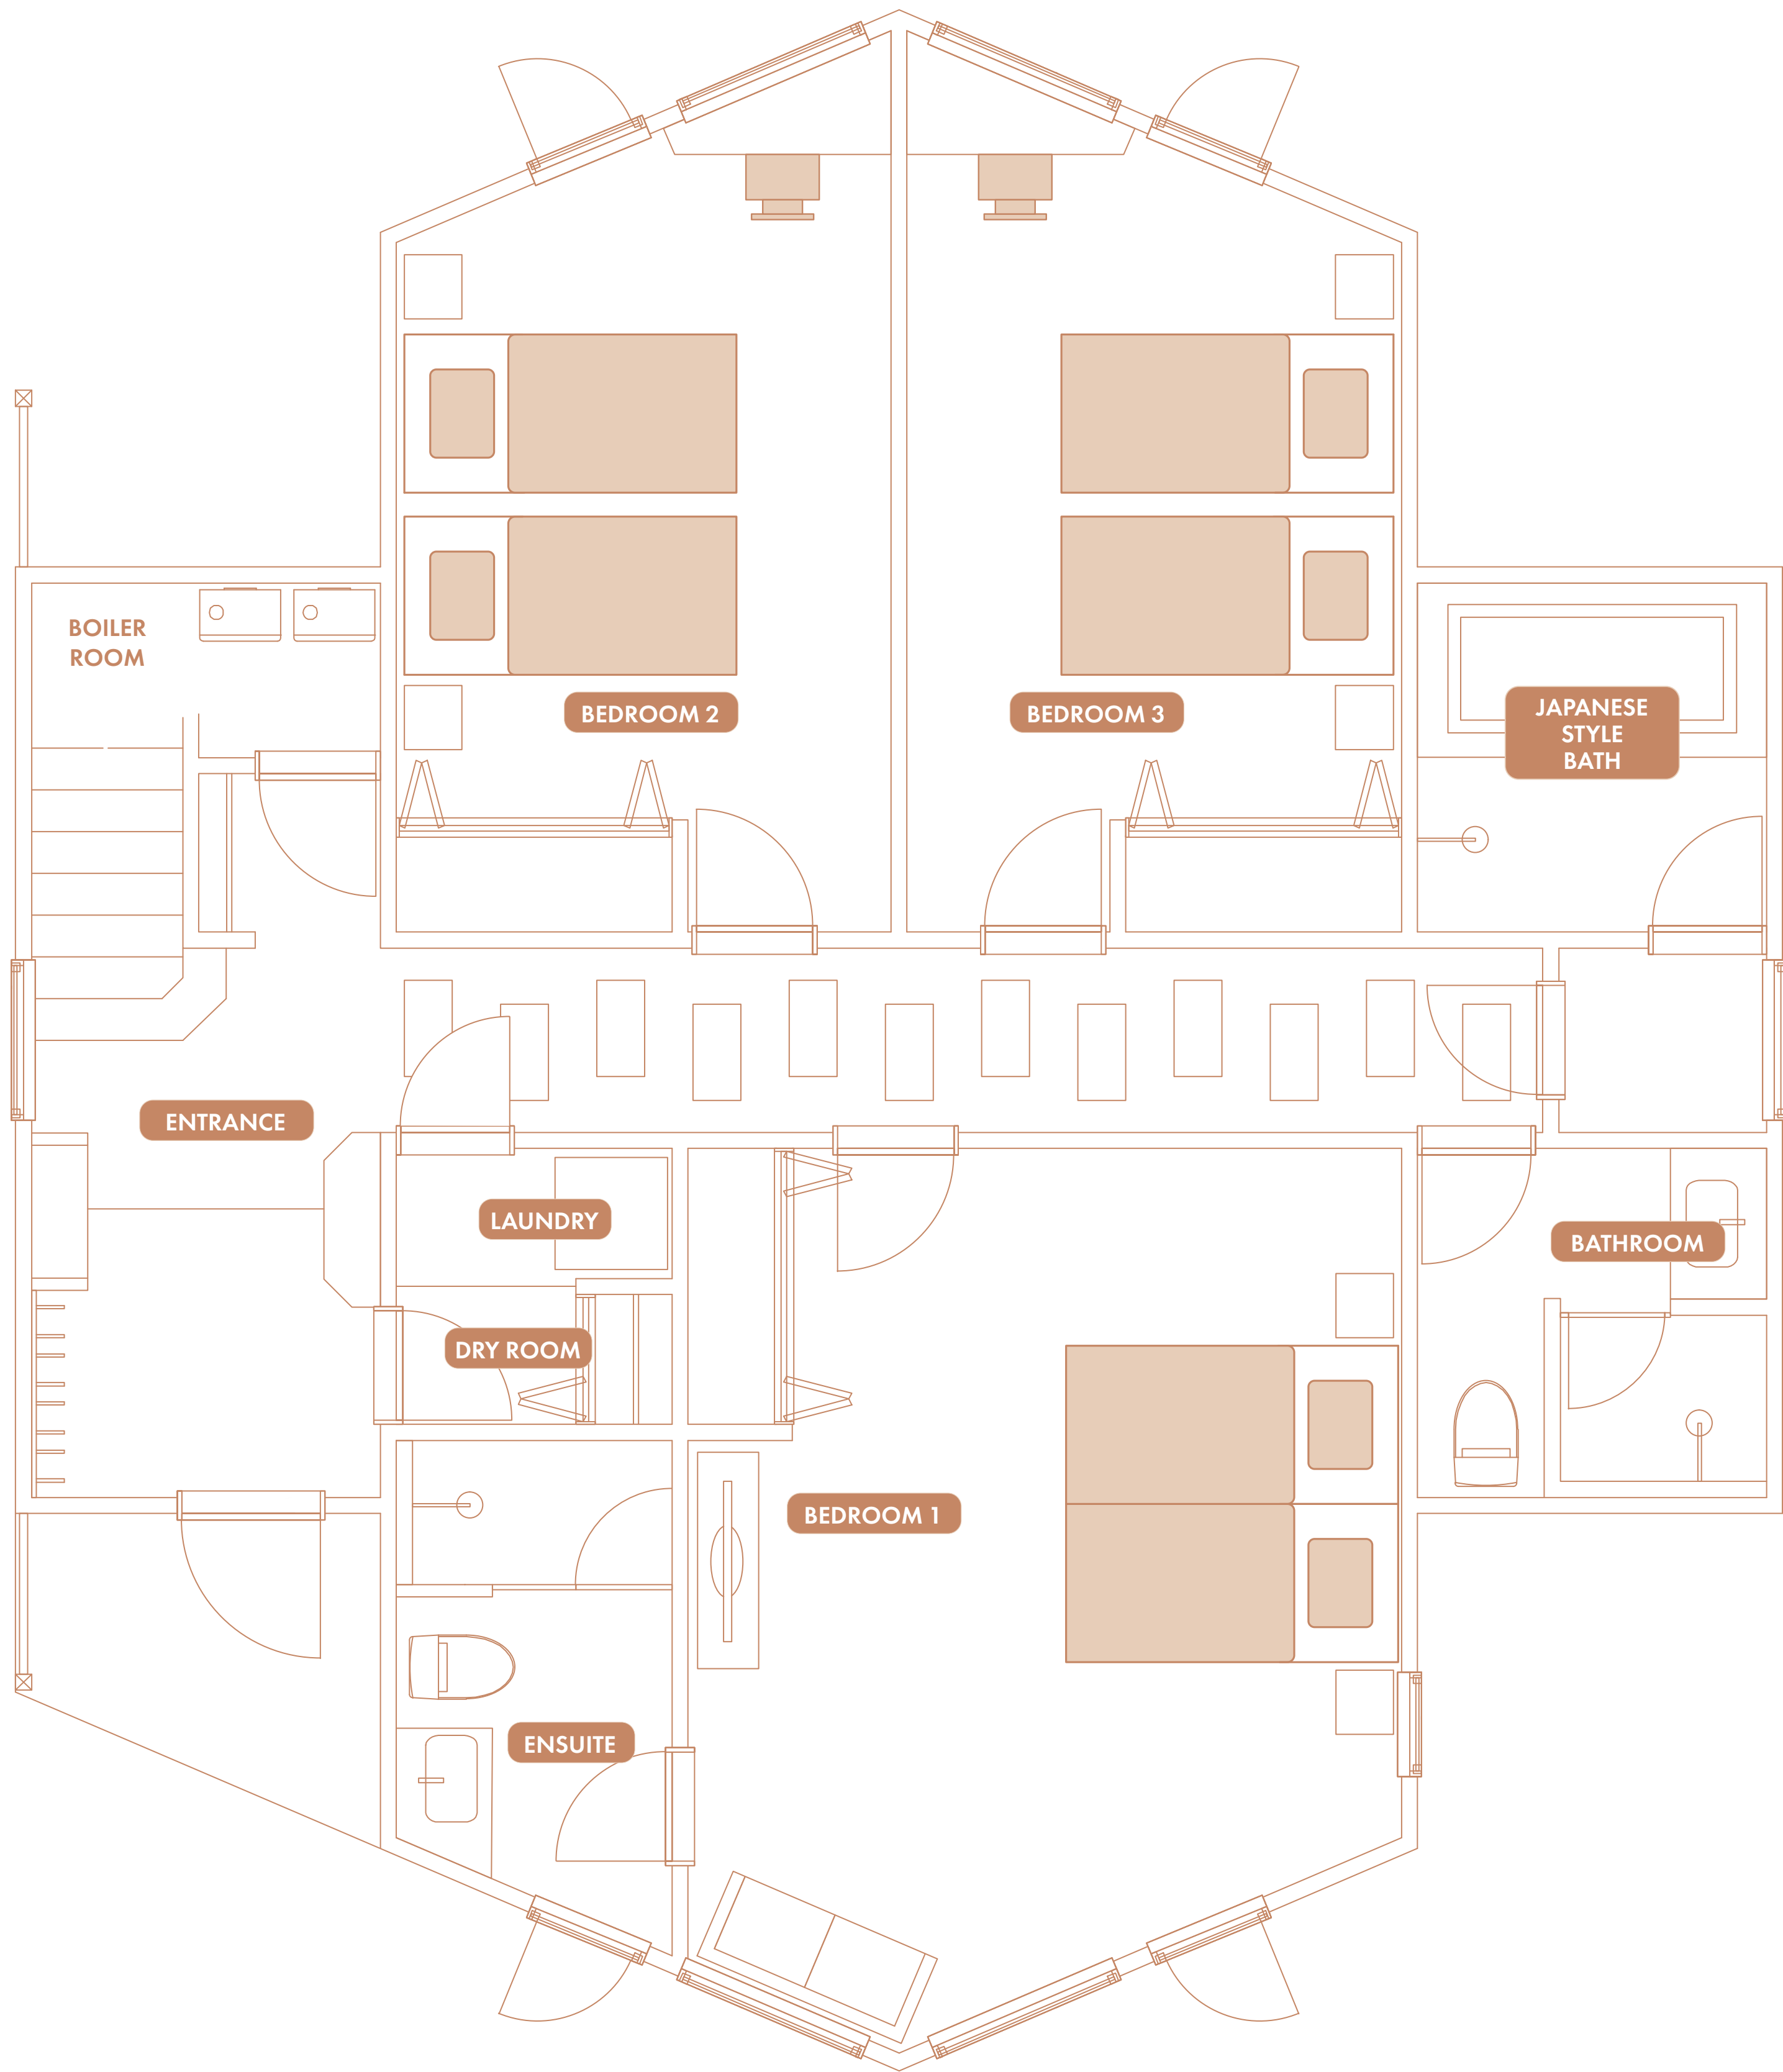 BOILER
ROOM
BEDROOM 2
BEDROOM 3
JAPANESE
STYLE
BATH
ENTRANCE
LAUNDRY
BATHROOM
DRY ROOM
BEDROOM 1
ENSUITE